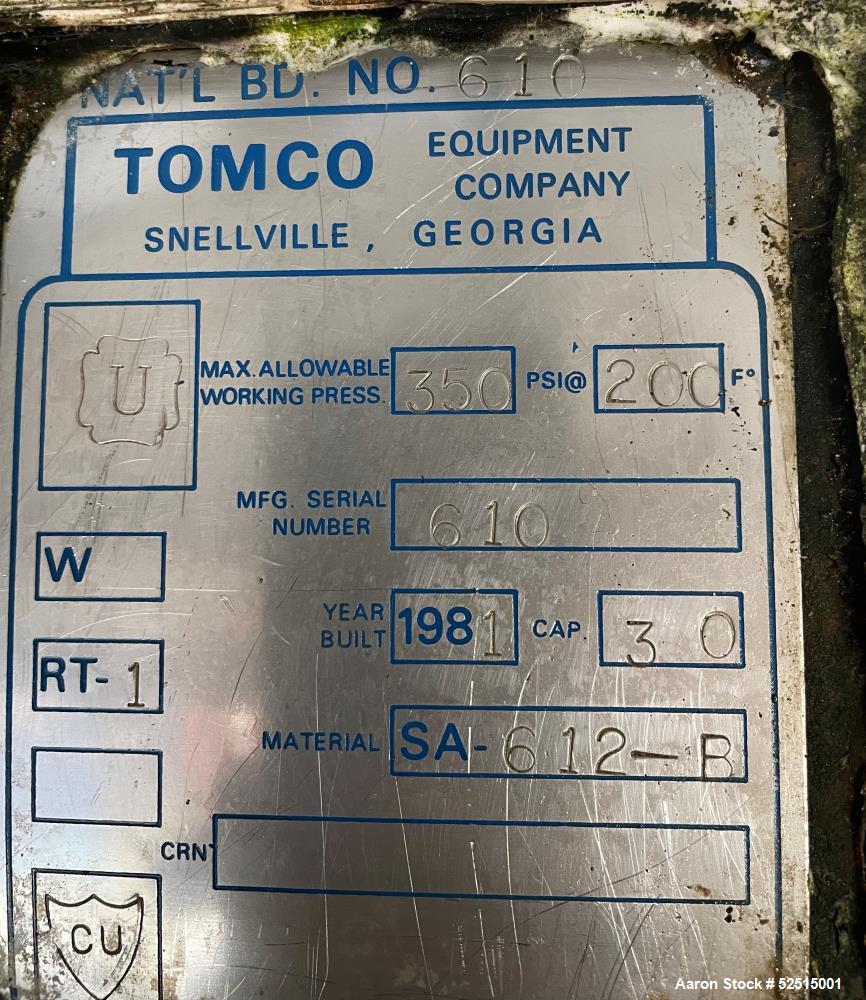 NAT'L BD. NO. 610
TOMCO EQUIPMENT COMPANY
SNELLVILLE, GEORGIA
U
MAX. ALLOWABLE WORKING PRESS. 350 PSI@ 200 F°
MFG. SERIAL NUMBER 610
W
YEAR BUILT 1981 CAP. 30
RT-1
MATERIAL SA-612-B
CRN
CU
Aaron Stock # 52515001